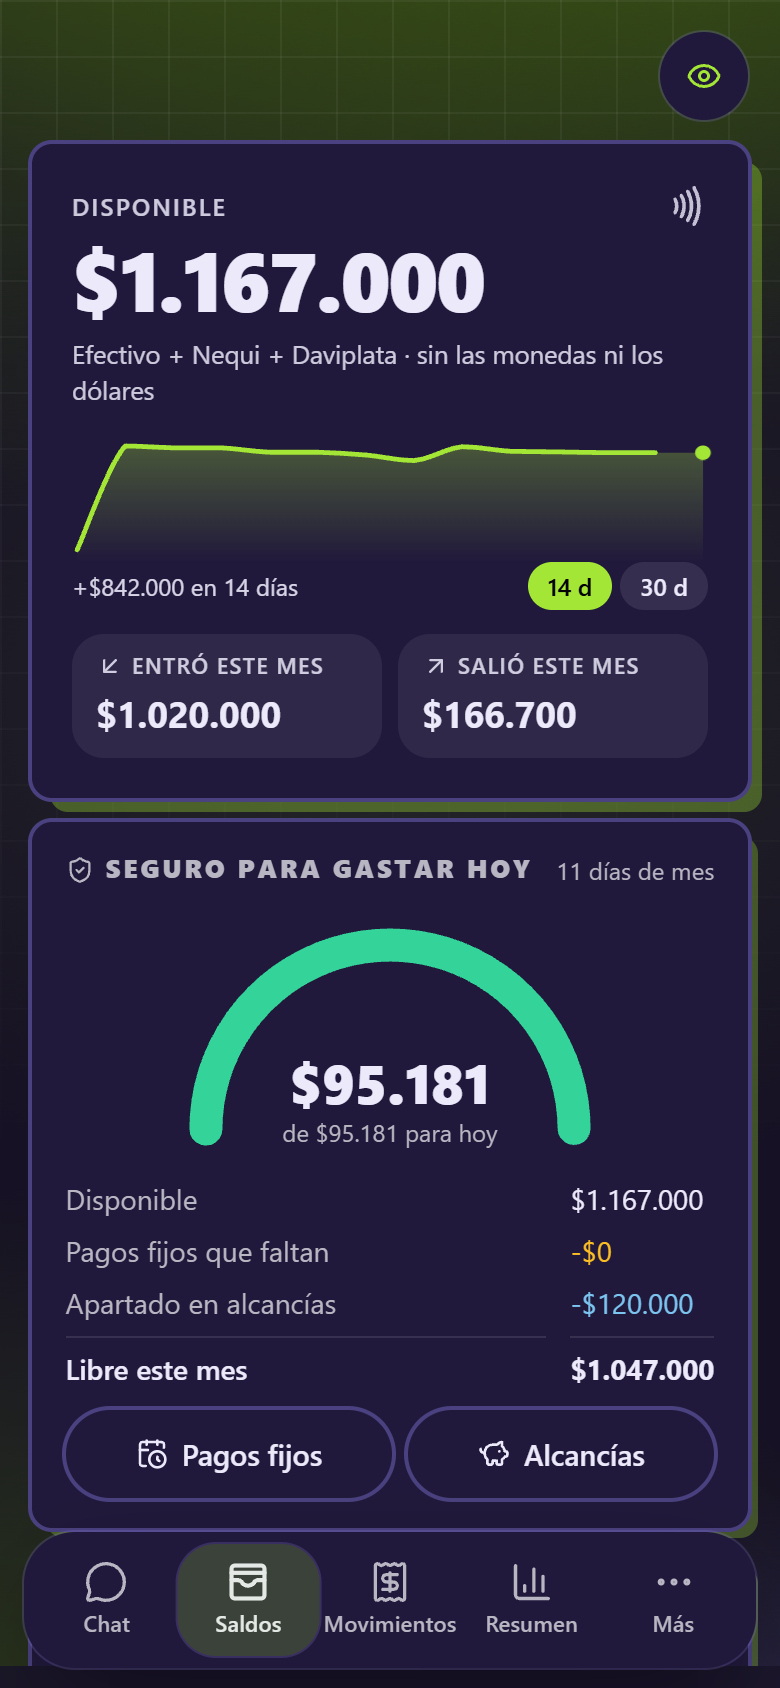 DISPONIBLE
$1.167.000
Efectivo + Nequi + Daviplata · sin las monedas ni los
dólares
+$842.000 en 14 días
14 d
30 d
ENTRÓ ESTE MES
$1.020.000
SALIÓ ESTE MES
$166.700
SEGURO PARA GASTAR HOY
11 días de mes
$95.181
de $95.181 para hoy
Disponible $1.167.000
Pagos fijos que faltan -$0
Apartado en alcancías -$120.000
Libre este mes $1.047.000
Pagos fijos
Alcancías
Chat
Saldos
Movimientos
Resumen
Más